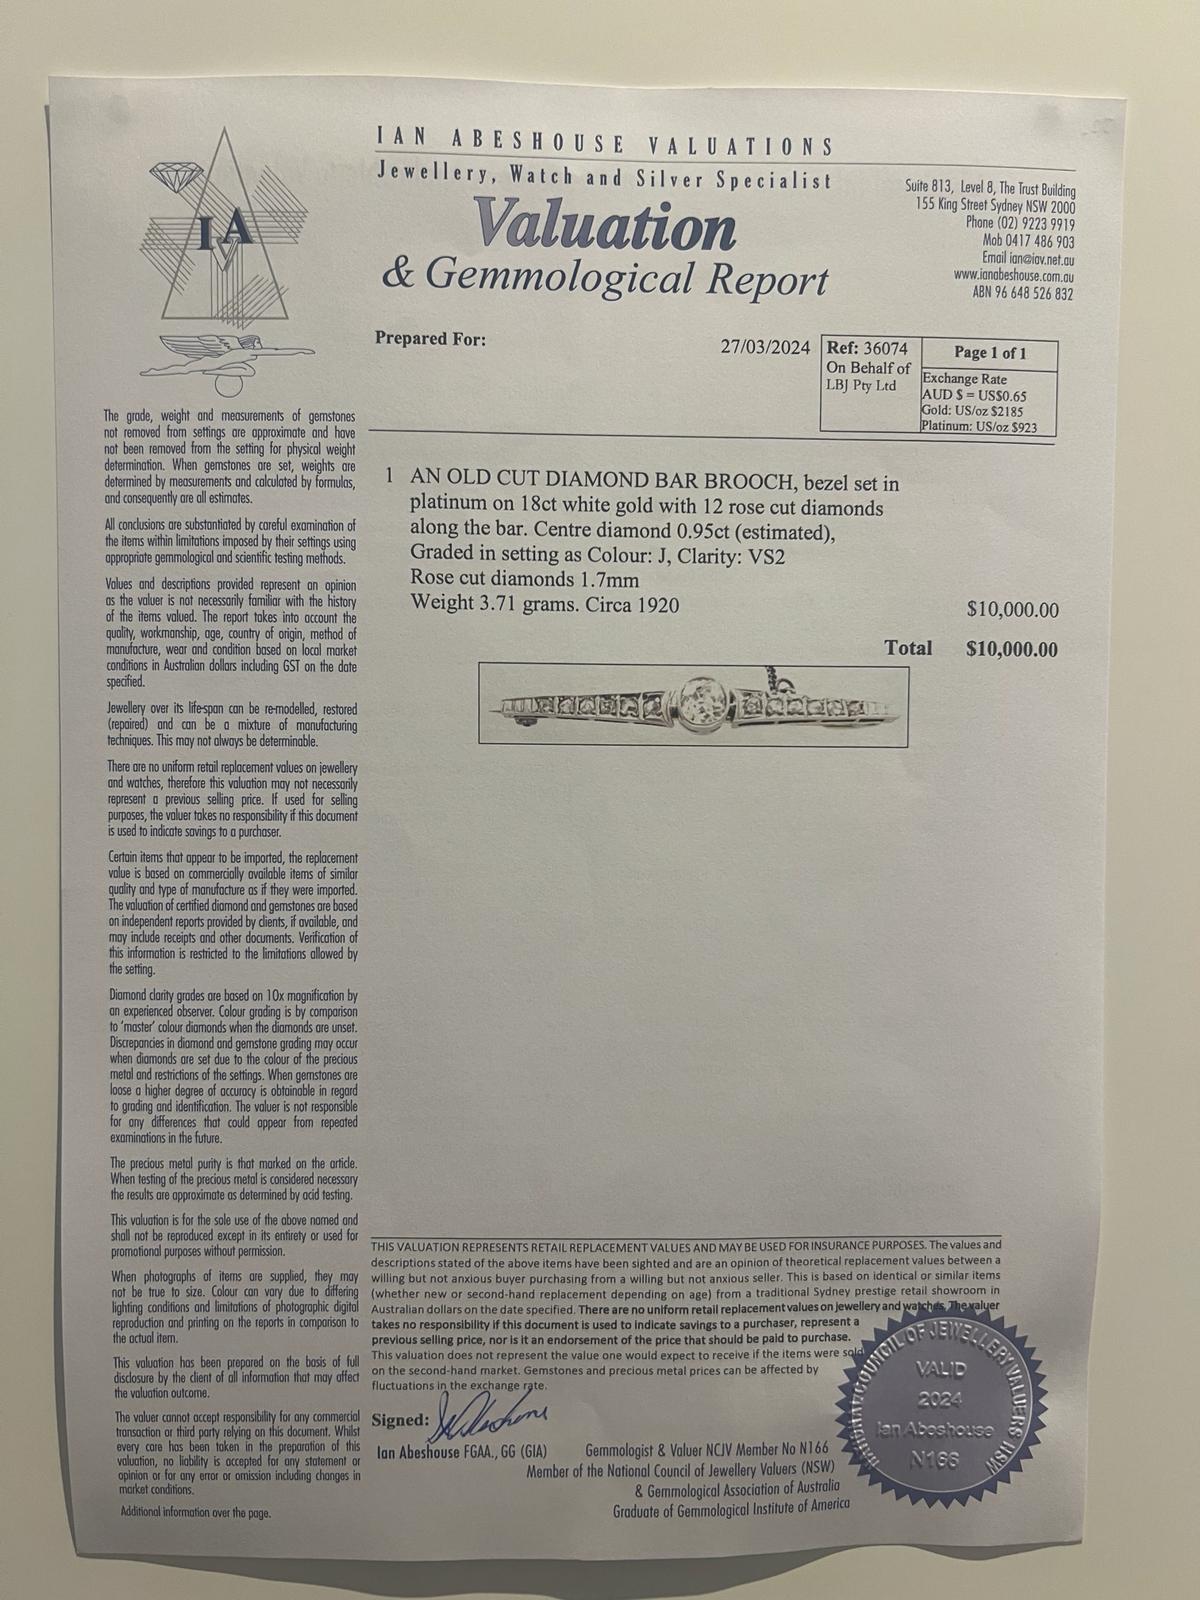 IAN ABESHOUSE VALUATIONS
Jewellery, Watch and Silver Specialist
Valuation
& Gemmological Report
Suite 813, Level 8, The Trust Building
155 King Street Sydney NSW 2000
Phone (02) 9223 9919
Mob 0417 486 903
Email ian@iav.net.au
www.ianabeshouse.com.au
ABN 96 648 526 832
IVA
Prepared For:
27/03/2024
Ref: 36074
On Behalf of
LBJ Pty Ltd
Page 1 of 1
Exchange Rate
AUD $ = US$0.65
Gold: US/oz $2185
Platinum: US/oz $923
The grade, weight and measurements of gemstones
not removed from settings are approximate and have
not been removed from the setting for physical weight
determination. When gemstones are set, weights are
determined by measurements and calculated by formulas,
and consequently are all estimates.
All conclusions are substantiated by careful examination of
the items within limitations imposed by their settings using
appropriate gemmological and scientific testing methods.
Values and descriptions provided represent an opinion
as the valuer is not necessarily familiar with the history
of the items valued. The report takes into account the
quality, workmanship, age, country of origin, method of
manufacture, wear and condition based on local market
conditions in Australian dollars including GST on the date
specified.
Jewellery over its life-span can be re-modelled, restored
(repaired) and can be a mixture of manufacturing
techniques. This may not always be determinable.
There are no uniform retail replacement values on jewellery
and watches, therefore this valuation may not necessarily
represent a previous selling price. If used for selling
purposes, the valuer takes no responsibility if this document
is used to indicate savings to a purchaser.
Certain items that appear to be imported, the replacement
value is based on commercially available items of similar
quality and type of manufacture as if they were imported.
The valuation of certified diamond and gemstones are based
on independent reports provided by clients, if available, and
may include receipts and other documents. Verification of
this information is restricted to the limitations allowed by
the setting.
Diamond clarity grades are based on 10x magnification by
an experienced observer. Colour grading is by comparison
to 'master' colour diamonds when the diamonds are unset.
Discrepancies in diamond and gemstone grading may occur
when diamonds are set due to the colour of the precious
metal and restrictions of the settings. When gemstones are
loose a higher degree of accuracy is obtainable in regard
to grading and identification. The valuer is not responsible
for any differences that could appear from repeated
examinations in the future.
The precious metal purity is that marked on the article.
When testing of the precious metal is considered necessary
the results are approximate as determined by acid testing.
This valuation is for the sole use of the above named and
shall not be reproduced except in its entirety or used for
promotional purposes without permission.
When photographs of items are supplied, they may
not be true to size. Colour can vary due to differing
lighting conditions and limitations of photographic digital
reproduction and printing on the reports in comparison to
the actual item.
This valuation has been prepared on the basis of full
disclosure by the client of all information that may affect
the valuation outcome.
The valuer cannot accept responsibility for any commercial
transaction or third party relying on this document. Whilst
every care has been taken in the preparation of this
valuation, no liability is accepted for any statement or
opinion or for any error or omission including changes in
market conditions.
Additional information over the page.
1 AN OLD CUT DIAMOND BAR BROOCH, bezel set in
platinum on 18ct white gold with 12 rose cut diamonds
along the bar. Centre diamond 0.95ct (estimated),
Graded in setting as Colour: J, Clarity: VS2
Rose cut diamonds 1.7mm
Weight 3.71 grams. Circa 1920 $10,000.00
Total $10,000.00
THIS VALUATION REPRESENTS RETAIL REPLACEMENT VALUES AND MAY BE USED FOR INSURANCE PURPOSES. The values and
descriptions stated of the above items have been sighted and are an opinion of theoretical replacement values between a
willing but not anxious buyer purchasing from a willing but not anxious seller. This is based on identical or similar items
(whether new or second-hand replacement depending on age) from a traditional Sydney prestige retail showroom in
Australian dollars on the date specified. There are no uniform retail replacement values on jewellery and watches. The valuer
takes no responsibility if this document is used to indicate savings to a purchaser, represent a
previous selling price, nor is it an endorsement of the price that should be paid to purchase.
This valuation does not represent the value one would expect to receive if the items were sold
on the second-hand market. Gemstones and precious metal prices can be affected by
fluctuations in the exchange rate.
Signed:
Ian Abeshouse FGAA., GG (GIA)
Gemmologist & Valuer NCJV Member No N166
Member of the National Council of Jewellery Valuers (NSW)
& Gemmological Association of Australia
Graduate of Gemmological Institute of America
COUNCIL OF JEWELLERY VALUERS NSW
VALID
2024
Ian Abeshouse
N166